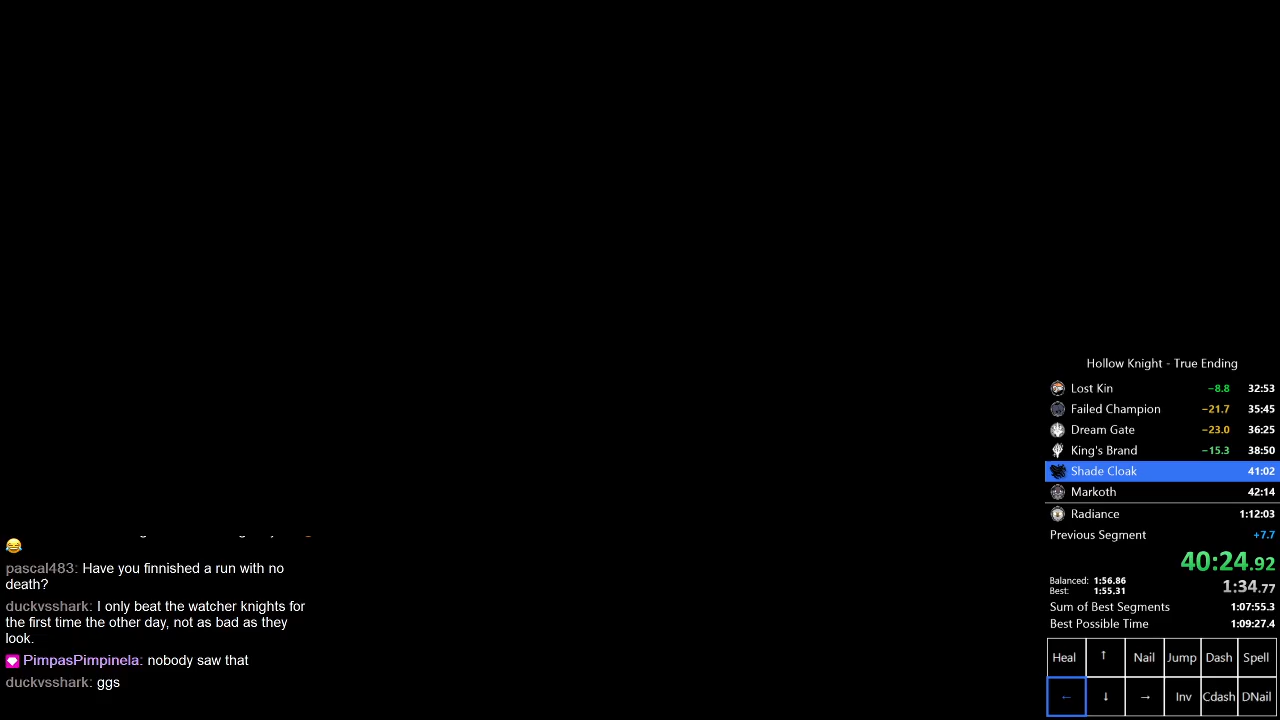 Hollow Knight - True Ending
Lost Kin −8.8 32:53
Failed Champion −21.7 35:45
Dream Gate −23.0 36:25
King's Brand −15.3 38:50
Shade Cloak 41:02
Markoth 42:14
Radiance 1:12:03
Previous Segment +7.7
40:24.92
Balanced: 1:56.86
Best: 1:55.31
1:34.77
Sum of Best Segments 1:07:55.3
Best Possible Time 1:09:27.4
Heal ↑ Nail Jump Dash Spell
← ↓ → Inv Cdash DNail
😂
pascal483: Have you finnished a run with no
death?
duckvsshark: I only beat the watcher knights for
the first time the other day, not as bad as they
look.
PimpasPimpinela: nobody saw that
duckvsshark: ggs